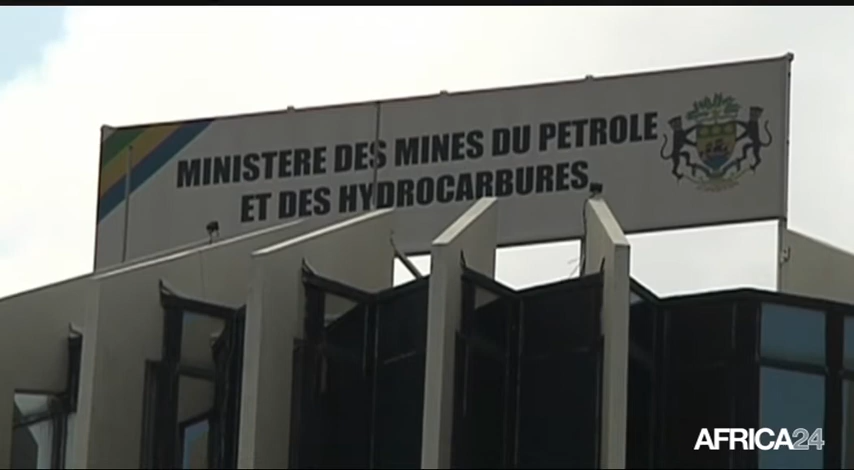 MINISTERE DES MINES DU PETROLE
ET DES HYDROCARBURES
AFRICA24